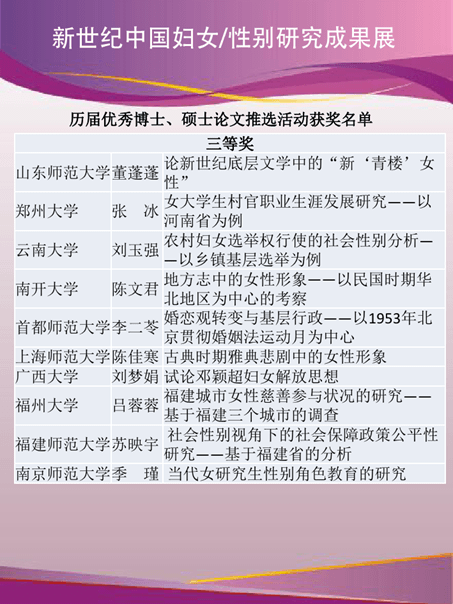 新世纪中国妇女/性别研究成果展
历届优秀博士、硕士论文推选活动获奖名单
三等奖
山东师范大学 董蓬蓬 论新世纪底层文学中的“新‘青楼’女
性”
郑州大学 张　冰 女大学生村官职业生涯发展研究——以
河南省为例
云南大学 刘玉强 农村妇女选举权行使的社会性别分析—
—以乡镇基层选举为例
南开大学 陈文君 地方志中的女性形象——以民国时期华
北地区为中心的考察
首都师范大学 李二苓 婚恋观转变与基层行政——以1953年北
京贯彻婚姻法运动月为中心
上海师范大学 陈佳寒 古典时期雅典悲剧中的女性形象
广西大学 刘梦娟 试论邓颖超妇女解放思想
福州大学 吕蓉蓉 福建城市女性慈善参与状况的研究——
基于福建三个城市的调查
福建师范大学 苏映宇 社会性别视角下的社会保障政策公平性
研究——基于福建省的分析
南京师范大学 季　瑾 当代女研究生性别角色教育的研究